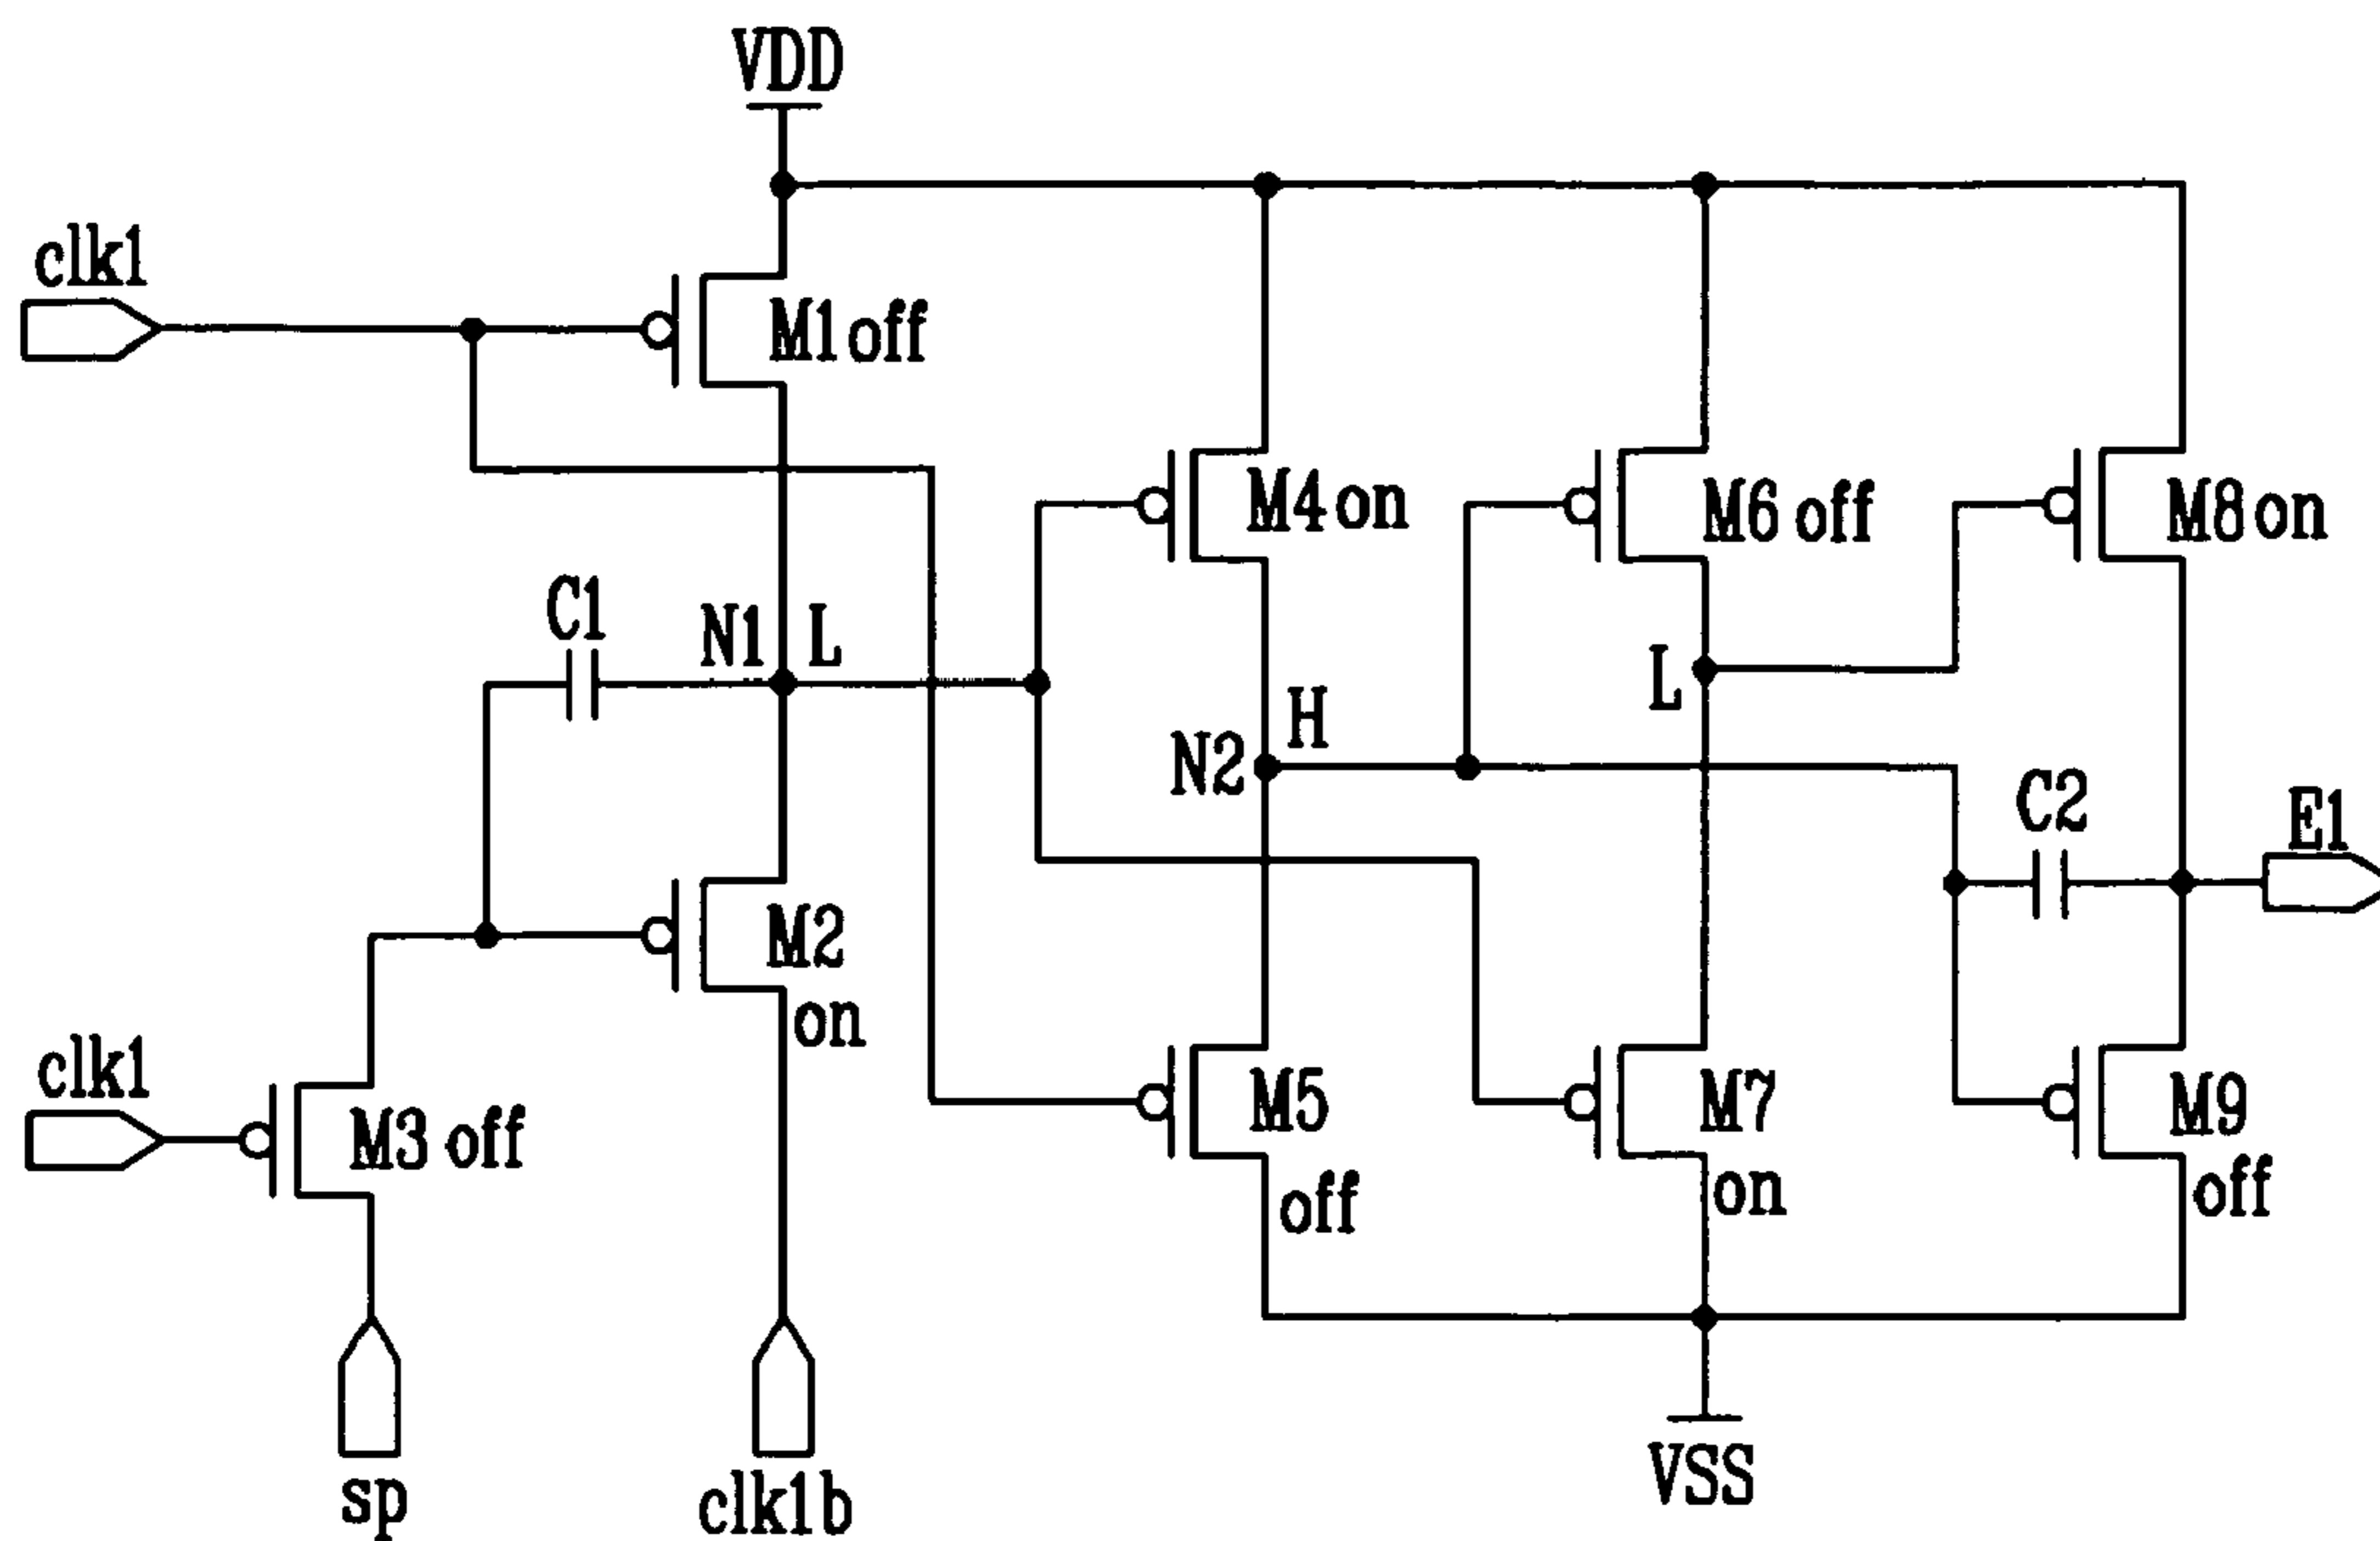 VDD
clk1
M1 off
M4 on
M6 off
M8 on
C1
N1
L
L
H
N2
C2
E1
M2
on
clk1
M3 off
M5
off
M7
on
M9
off
sp
clk1b
VSS